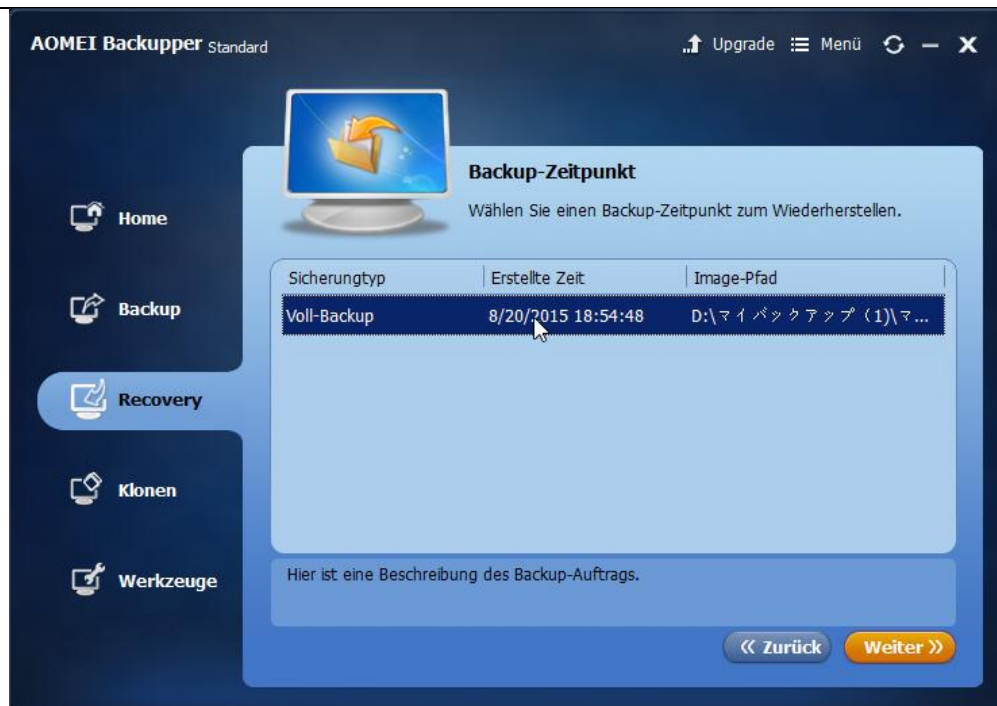 AOMEI Backupper Standard
Upgrade Menü
Backup-Zeitpunkt
Wählen Sie einen Backup-Zeitpunkt zum Wiederherstellen.
Home
Backup
Recovery
Klonen
Werkzeuge
Sicherungtyp Erstellte Zeit Image-Pfad
Voll-Backup 8/20/2015 18:54:48 D:\マイバックアップ(1)\マ...
Hier ist eine Beschreibung des Backup-Auftrags.
Zurück Weiter